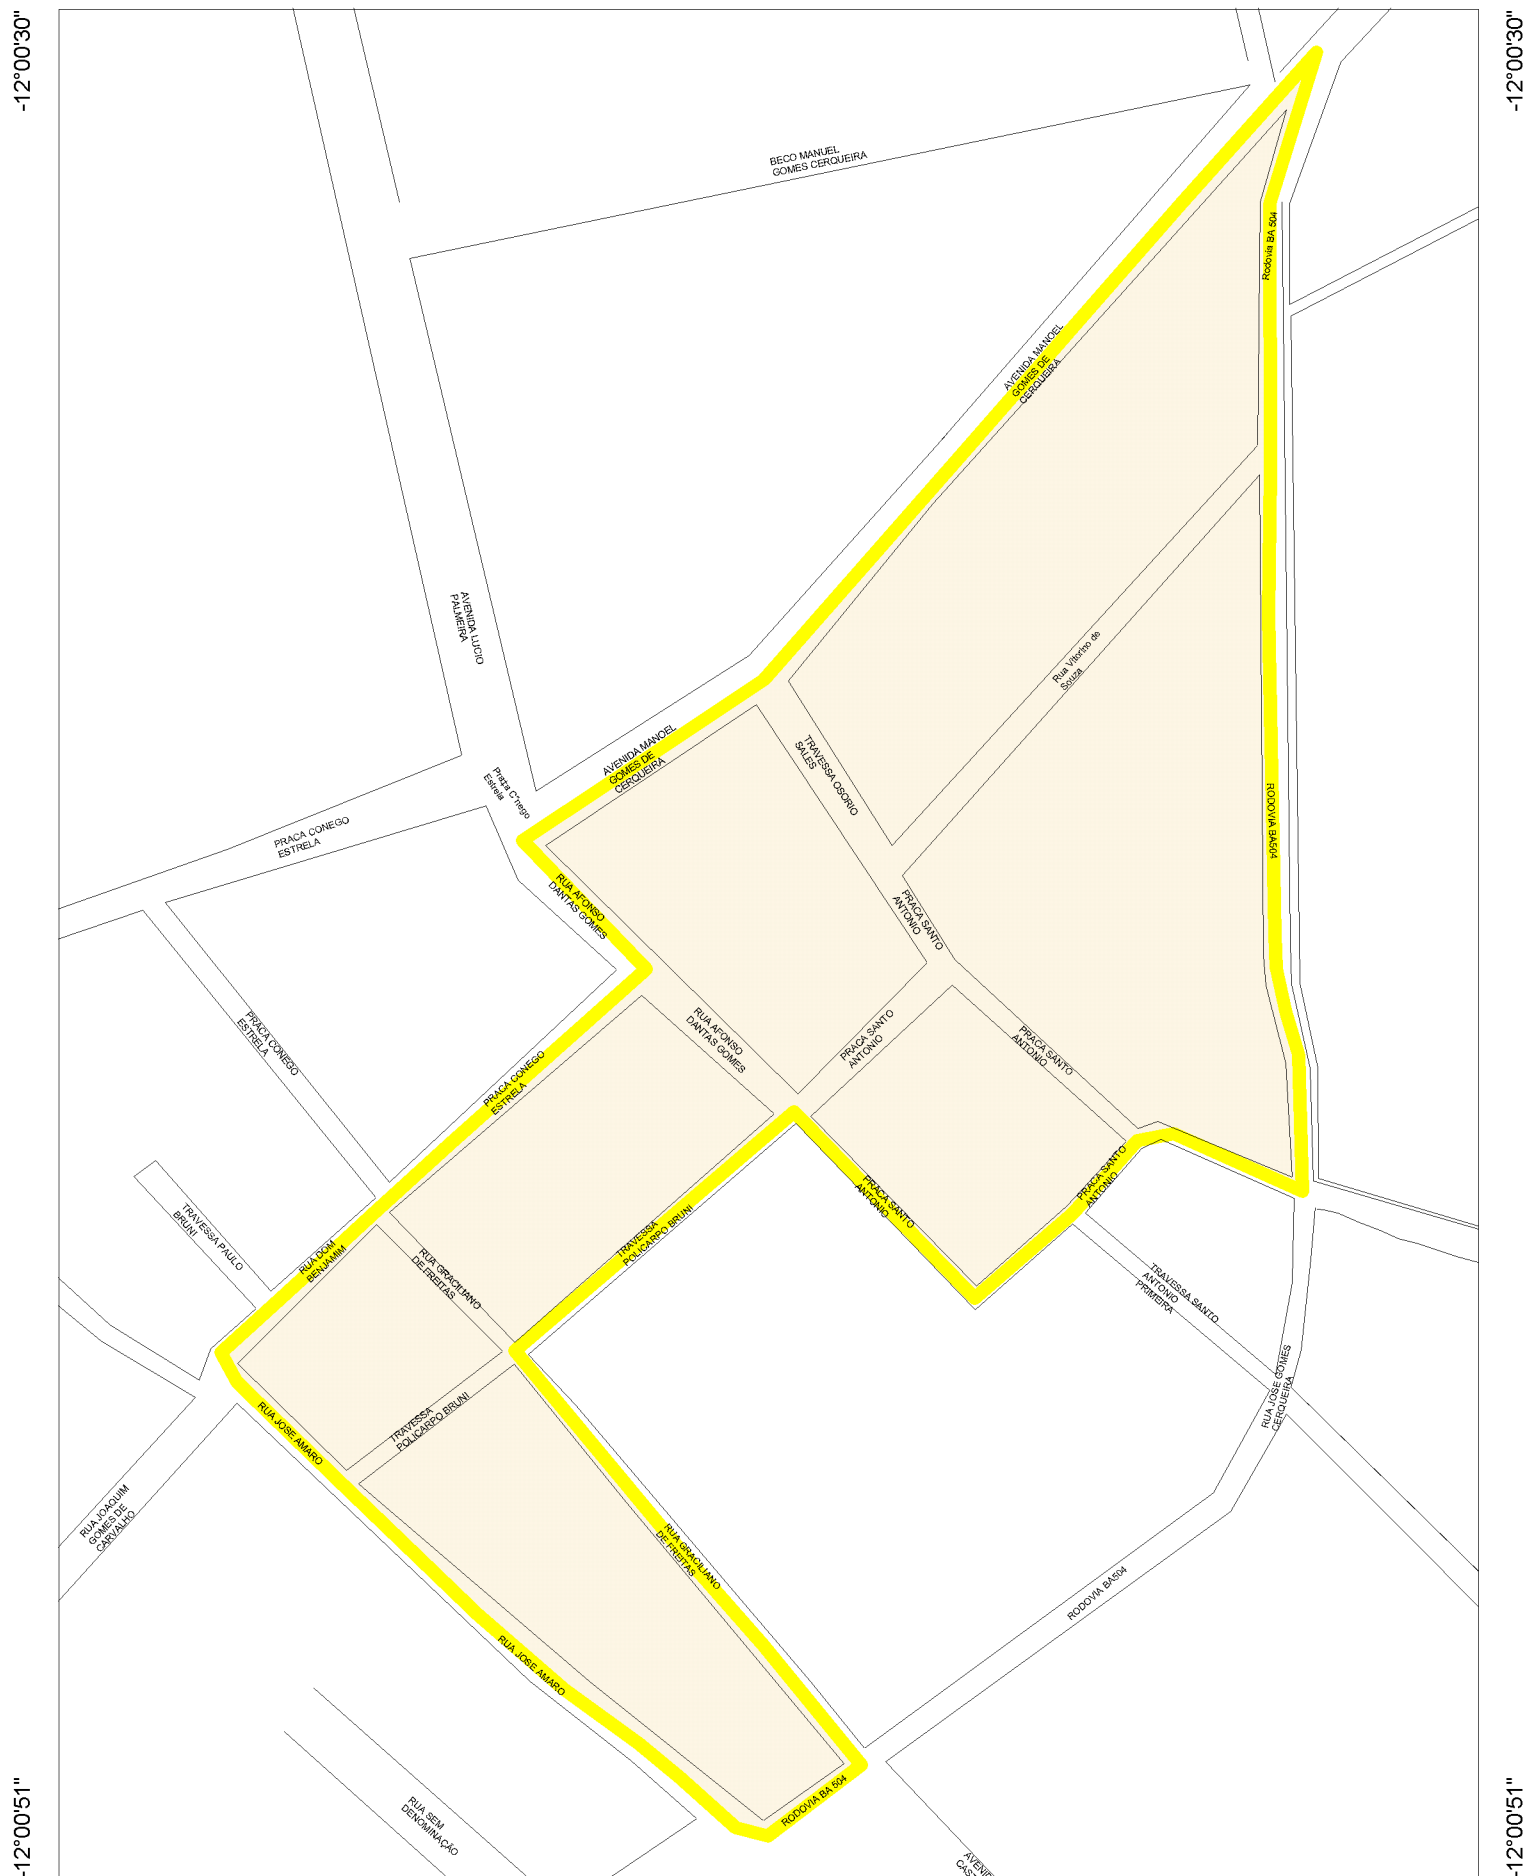 -12°00'30"
-12°00'30"
BECO MANUEL
GOMES CERQUEIRA
Rodovia BA 504
AVENIDA MANOEL
GOMES DE
CERQUEIRA
AVENIDA LUCIO
PALMEIRA
Rua Vitorino de
Souza
AVENIDA MANOEL
GOMES DE
CERQUEIRA
TRAVESSA OSORIO
SALES
Estrela
RODOVIA BA504
PRACA CONEGO
ESTRELA
RUA AFONSO
DANTAS GOMES
PRACA SANTO
ANTONIO
PRACA CONEGO
ESTRELA
RUA AFONSO
DANTAS GOMES
PRACA SANTO
ANTONIO
PRACA SANTO
ANTONIO
PRACA CONEGO
ESTRELA
TRAVESSA PAULO
BRUNI
RUA DOM
BENJAMIM
RUA GRACILIANO
DE FREITAS
TRAVESSA
POLICARPO BRUNI
PRACA SANTO
ANTONIO
PRACA SANTO
ANTONIO
TRAVESSA SANTO
ANTONIO
PRIMEIRA
RUA JOSE GOMES
CERQUEIRA
RUA JOSE AMARO
TRAVESSA
POLICARPO BRUNI
RUA JOAQUIM
GOMES DE
CARVALHO
RUA GRACILIANO
DE FREITAS
RODOVIA BA504
RUA JOSE AMARO
RODOVIA BA 504
RUA SEM
DENOMINAÇÃO
-12°00'51"
-12°00'51"